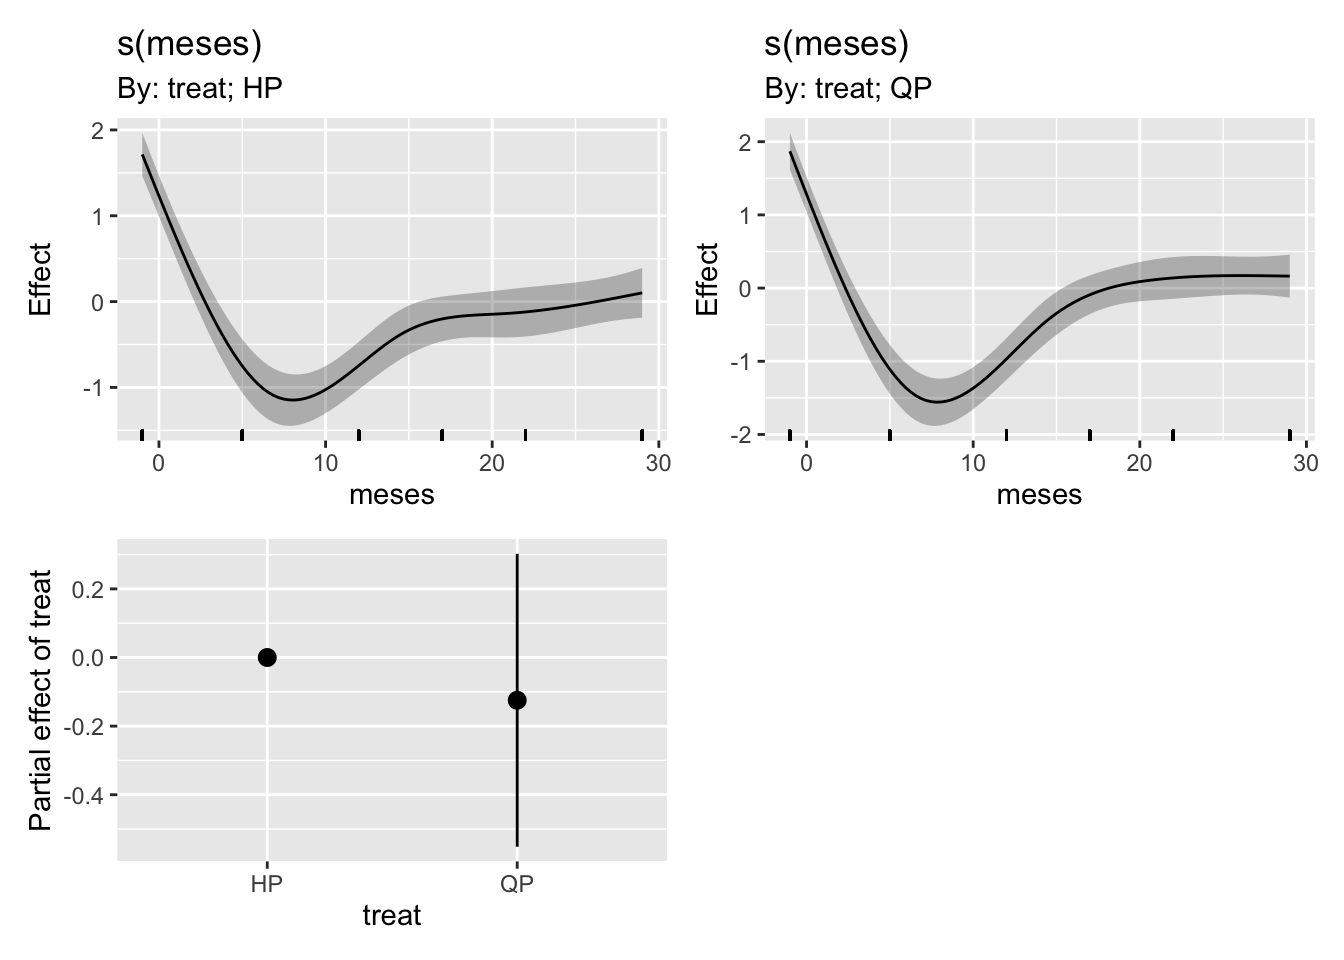 s(meses)
By: treat; HP
Effect
2
1
0
-1
0
10
20
30
meses
s(meses)
By: treat; QP
Effect
2
1
0
-1
-2
0
10
20
30
meses
Partial effect of treat
0.2
0.0
-0.2
-0.4
HP
QP
treat